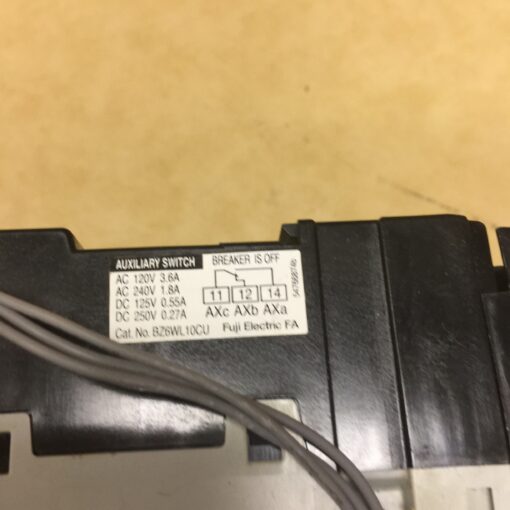 AUXILIARY SWITCH
AC 120V 3.6A
AC 240V 1.8A
DC 125V 0.55A
DC 250V 0.27A
Cat. No. BZ6WL10CU
BREAKER IS OFF
11 12 14
AXc AXb AXa
Fuji Electric FA